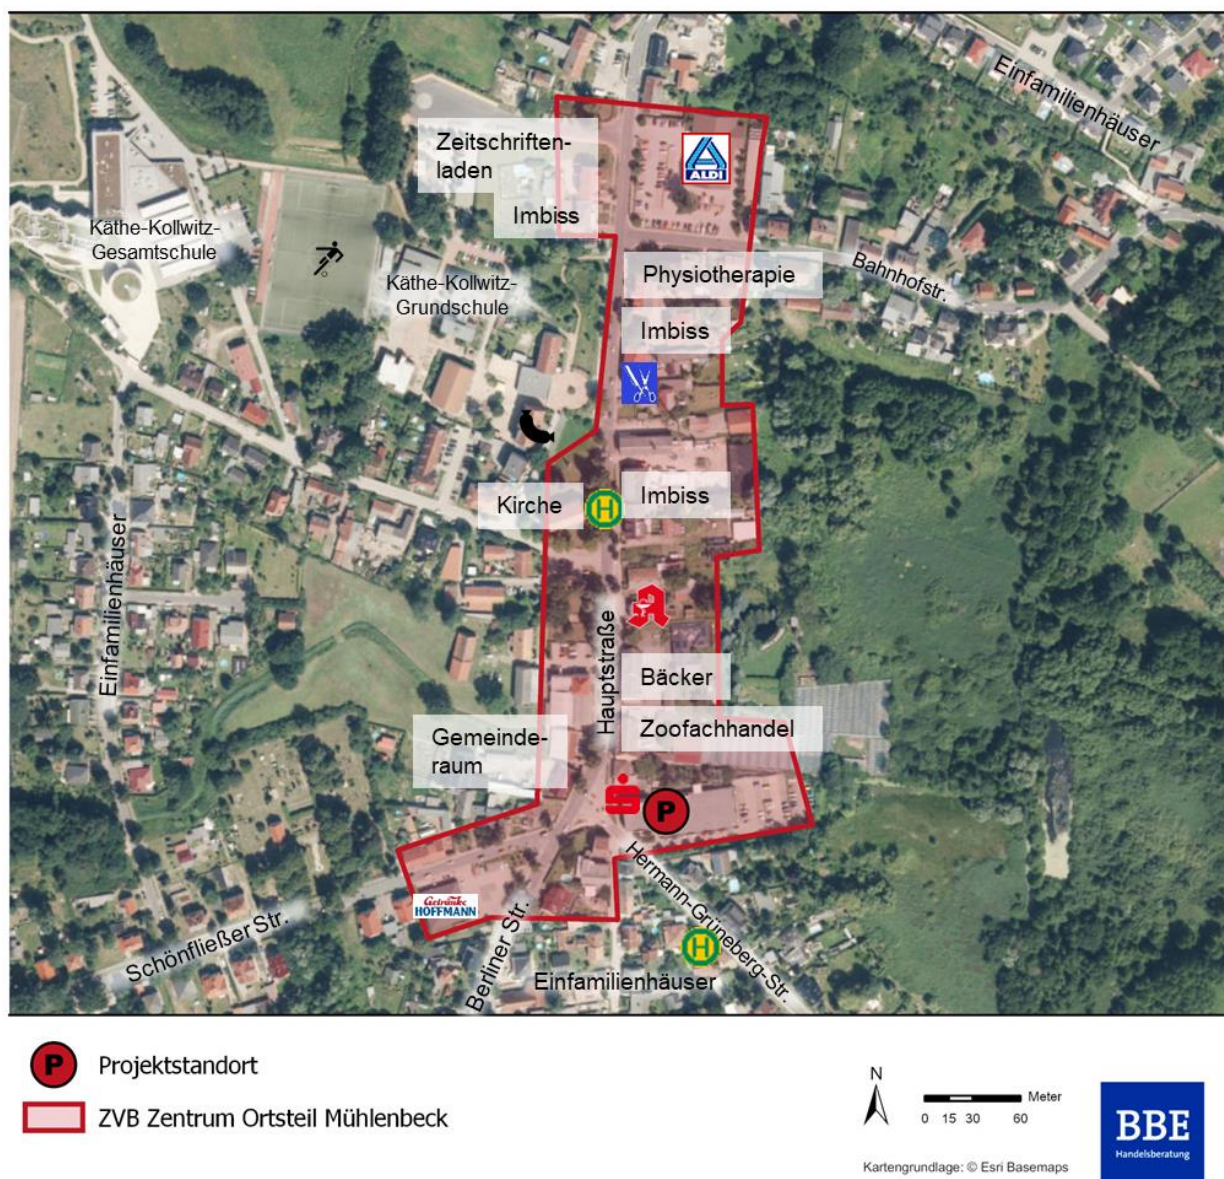 Einfamilienhäuser
Zeitschriften-
laden
ALDI
Imbiss
Käthe-Kollwitz-
Gesamtschule
Käthe-Kollwitz-
Grundschule
Physiotherapie
Bahnhofstr.
Imbiss
Kirche
H
Imbiss
Einfamilienhäuser
Hauptstraße
Bäcker
Zoofachhandel
Gemeinde-
raum
P
Hermann-Grüneberg-Str.
Getränke
HOFFMANN
Schönfließer Str.
Berliner Str.
H
Einfamilienhäuser
P Projektstandort
ZVB Zentrum Ortsteil Mühlenbeck
N
Meter
0 15 30 60
Kartengrundlage: © Esri Basemaps
BBE
Handelsberatung